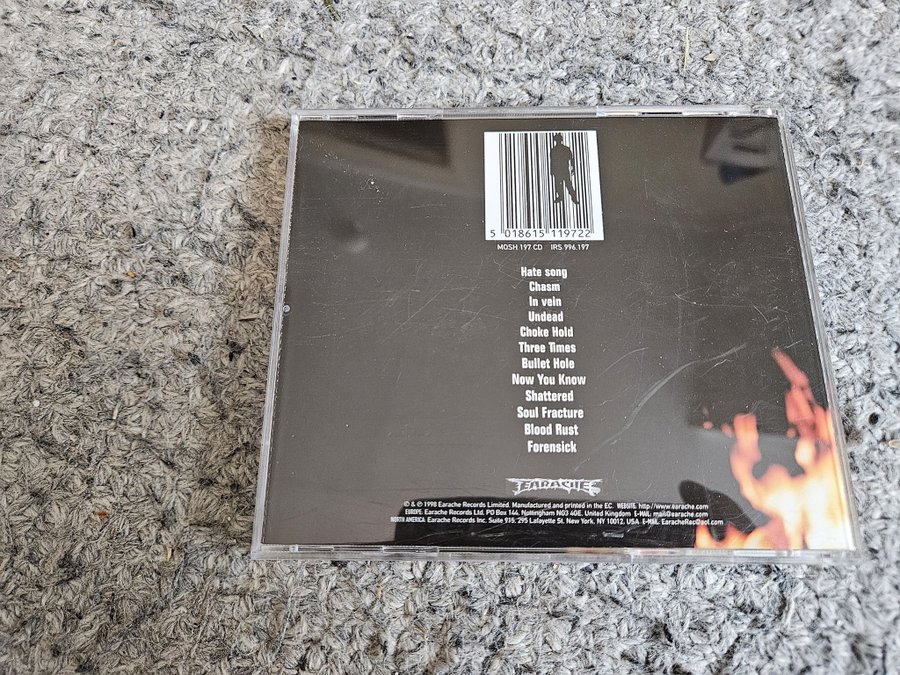 5 018615 119722
MOSH 197 CD IRS 996.197
Hate song
Chasm
In vein
Undead
Choke Hold
Three Times
Bullet Hole
Now You Know
Shattered
Soul Fracture
Blood Rust
Forensick
EARACHE
© & ℗ 1998 Earache Records Limited. Manufactured and printed in the EC. WEBSITE. http://www.earache.com
EUROPE. Earache Records Ltd, PO Box 144, Nottingham NG3 4GE, United Kingdom E-MAIL: mail@earache.com
NORTH AMERICA. Earache Records Inc. Suite 915, 295 Lafayette St. New York, NY 10012. USA E-MAIL. EaracheRec@aol.com